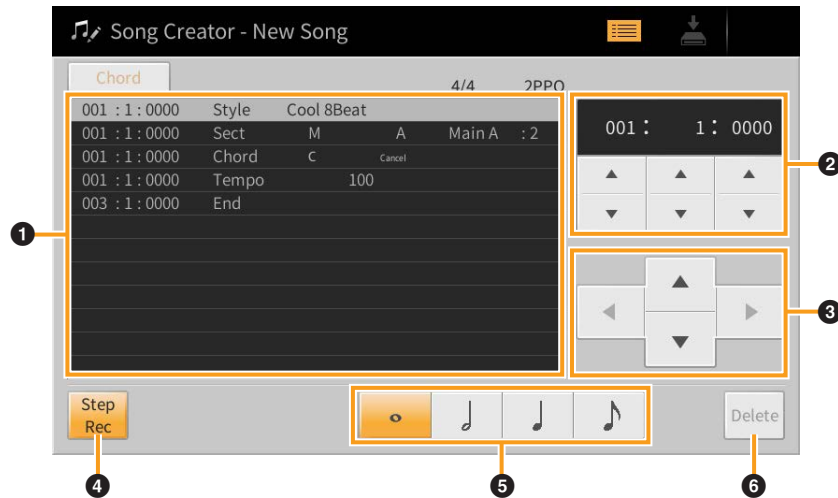 Song Creator - New Song
Chord
4/4 2PPQ
001 : 1 : 0000 Style Cool 8Beat
001 : 1 : 0000 Sect M A Main A : 2
001 : 1 : 0000 Chord C Cancel
001 : 1 : 0000 Tempo 100
003 : 1 : 0000 End
001 : 1 : 0000
1
2
3
Step
Rec
Delete
4
5
6